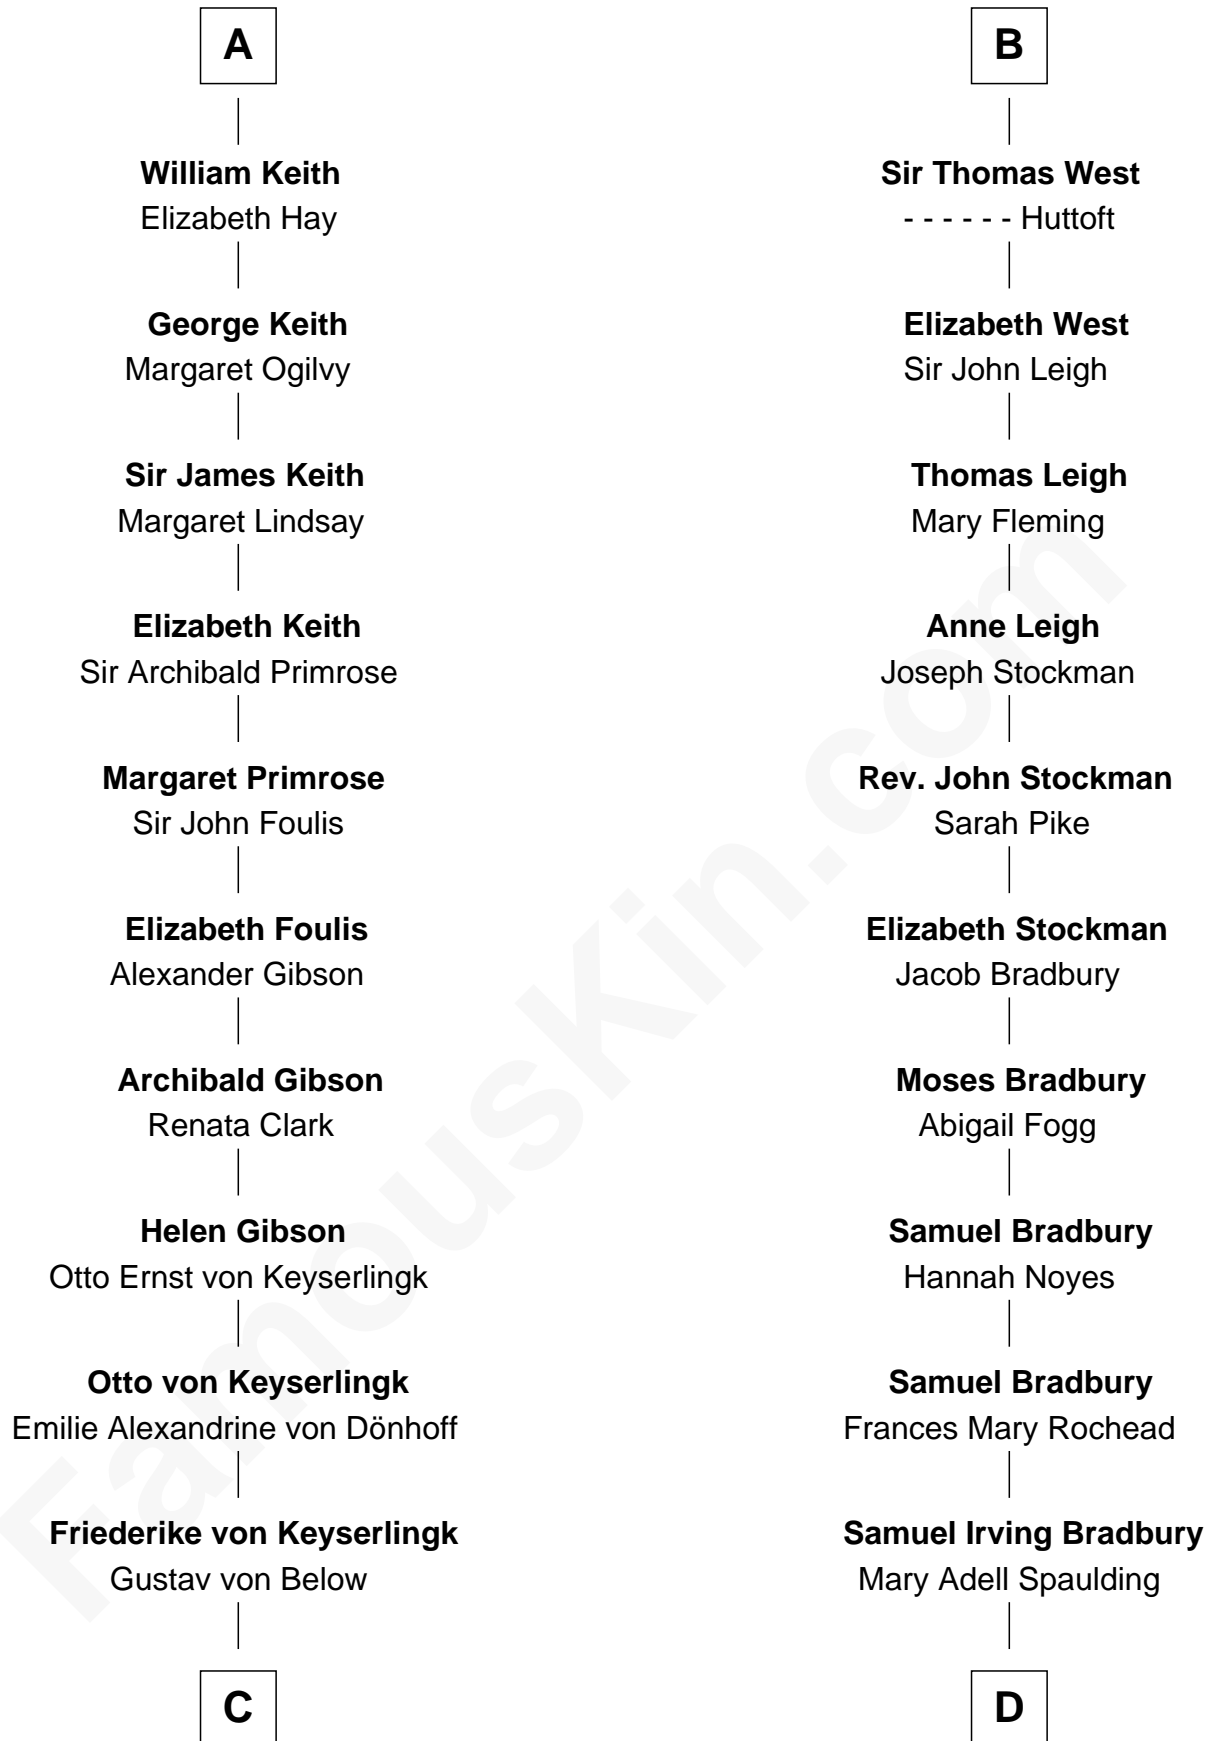 A
William Keith
Elizabeth Hay
George Keith
Margaret Ogilvy
Sir James Keith
Margaret Lindsay
Elizabeth Keith
Sir Archibald Primrose
Margaret Primrose
Sir John Foulis
Elizabeth Foulis
Alexander Gibson
Archibald Gibson
Renata Clark
Helen Gibson
Otto Ernst von Keyserlingk
Otto von Keyserlingk
Emilie Alexandrine von Dönhoff
Friederike von Keyserlingk
Gustav von Below
C
B
Sir Thomas West
- - - - - - Huttoft
Elizabeth West
Sir John Leigh
Thomas Leigh
Mary Fleming
Anne Leigh
Joseph Stockman
Rev. John Stockman
Sarah Pike
Elizabeth Stockman
Jacob Bradbury
Moses Bradbury
Abigail Fogg
Samuel Bradbury
Hannah Noyes
Samuel Bradbury
Frances Mary Rochead
Samuel Irving Bradbury
Mary Adell Spaulding
D
FamousKin.com